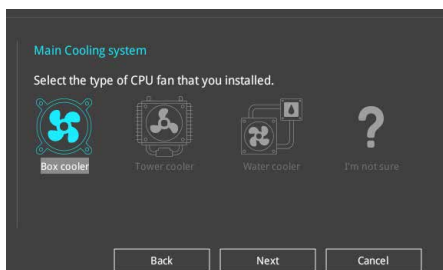 Main Cooling system
Select the type of CPU fan that you installed.
Box cooler
Tower cooler
Water cooler
I'm not sure
Back
Next
Cancel